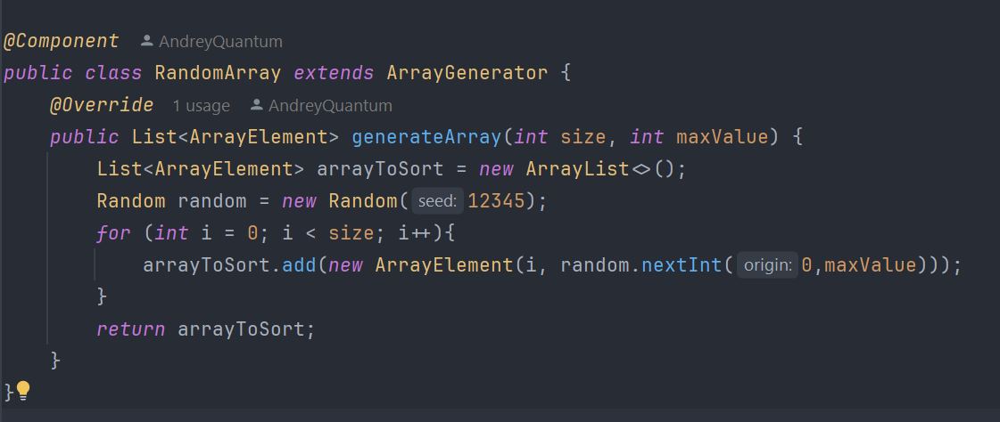 @Component AndreyQuantum
public class RandomArray extends ArrayGenerator {
    @Override 1 usage AndreyQuantum
    public List<ArrayElement> generateArray(int size, int maxValue) {
        List<ArrayElement> arrayToSort = new ArrayList<>();
        Random random = new Random( seed: 12345);
        for (int i = 0; i < size; i++){
            arrayToSort.add(new ArrayElement(i, random.nextInt( origin: 0,maxValue)));
        }
        return arrayToSort;
    }
}